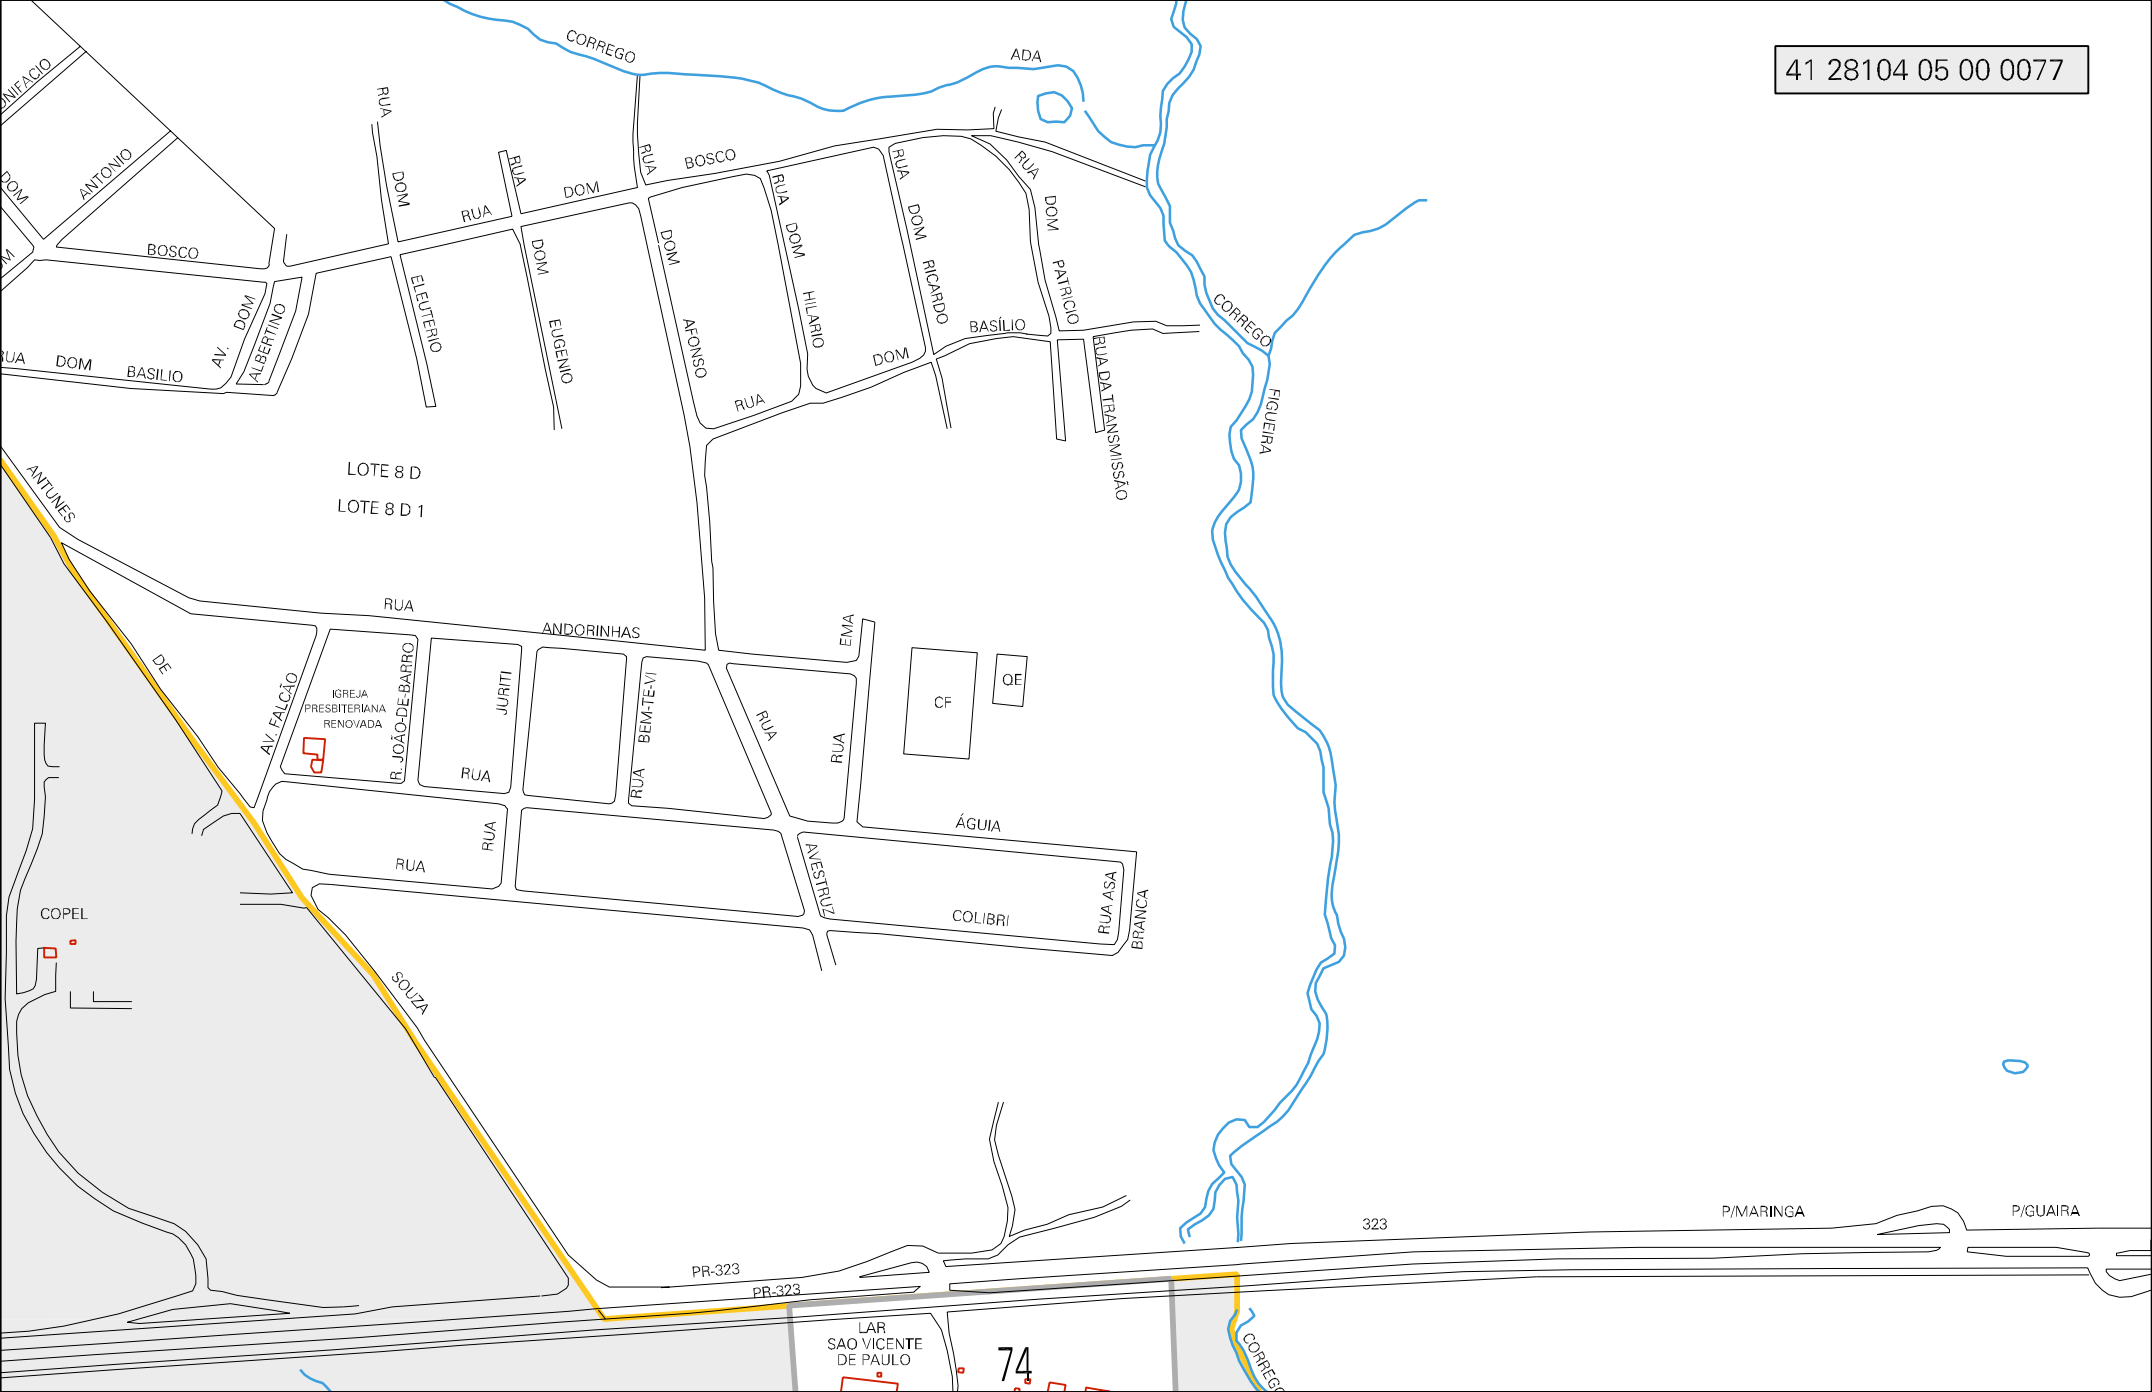 41 28104 05 00 0077
CORREGO
ADA
RUA
DOM
ANTONIO
DOM
BOSCO
RUA
DOM
RUA
RUA
DOM
BOSCO
RUA
RUA
DOM
HILARIO
RUA
DOM
RICARDO
RUA
DOM
PATRICIO
ELEUTERIO
DOM
EUGENIO
DOM
AFONSO
AV. DOM
ALBERTINO
RUA DOM BASILIO
RUA
DOM
BASÍLIO
RUA DA TRANSMISSÃO
CORREGO
FIGUEIRA
LOTE 8 D
LOTE 8 D 1
ANTUNES
DE
SOUZA
RUA
ANDORINHAS
EMA
RUA
AV. FALCÃO
IGREJA
PRESBITERIANA
RENOVADA
R. JOÃO-DE-BARRO
JURITI
RUA
BEM-TE-VI
RUA
RUA
AVESTRUZ
CF
QE
RUA
ÁGUIA
RUA
COLIBRI
RUA ASA
BRANCA
COPEL
PR-323
PR-323
323
P/MARINGA
P/GUAIRA
LAR
SAO VICENTE
DE PAULO
74
CORREGO